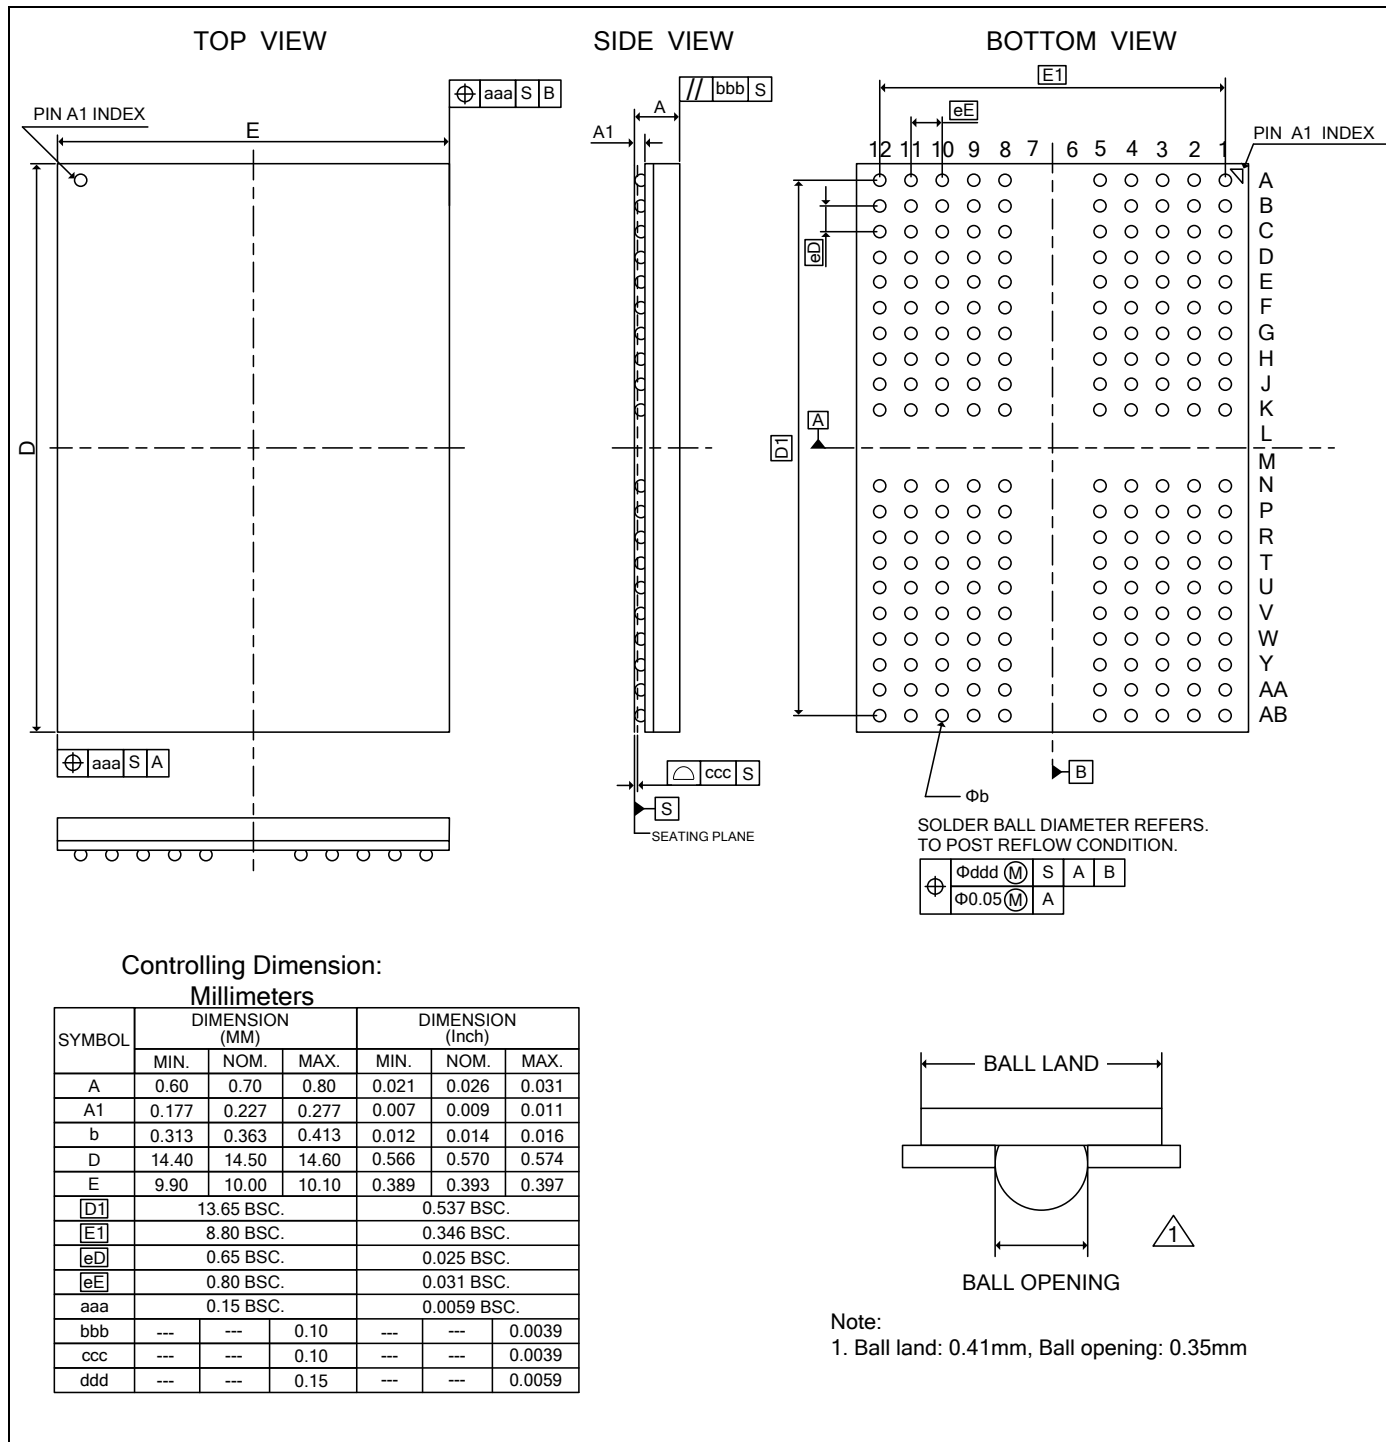 TOP VIEW
SIDE VIEW
BOTTOM VIEW
aaa S B
PIN A1 INDEX
E
// bbb S
A
A1
E1
eE
PIN A1 INDEX
12 11 10 9 8 7 6 5 4 3 2 1
A
B
C
D
E
F
G
H
J
K
L
M
N
P
R
T
U
V
W
Y
AA
AB
eD
D1
A
D
aaa S A
ccc S
S
SEATING PLANE
B
Φb
SOLDER BALL DIAMETER REFERS.
TO POST REFLOW CONDITION.
Φddd Ⓜ S A B
Φ0.05 Ⓜ A
Controlling Dimension:
Millimeters
SYMBOL DIMENSION (MM) DIMENSION (Inch)
MIN. NOM. MAX. MIN. NOM. MAX.
A 0.60 0.70 0.80 0.021 0.026 0.031
A1 0.177 0.227 0.277 0.007 0.009 0.011
b 0.313 0.363 0.413 0.012 0.014 0.016
D 14.40 14.50 14.60 0.566 0.570 0.574
E 9.90 10.00 10.10 0.389 0.393 0.397
D1 13.65 BSC. 0.537 BSC.
E1 8.80 BSC. 0.346 BSC.
eD 0.65 BSC. 0.025 BSC.
eE 0.80 BSC. 0.031 BSC.
aaa 0.15 BSC. 0.0059 BSC.
bbb --- --- 0.10 --- --- 0.0039
ccc --- --- 0.10 --- --- 0.0039
ddd --- --- 0.15 --- --- 0.0059
BALL LAND
1
BALL OPENING
Note:
1. Ball land: 0.41mm, Ball opening: 0.35mm